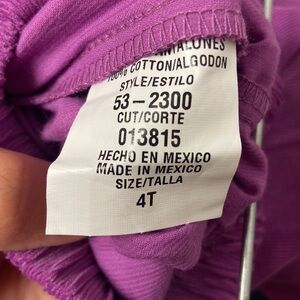 100% COTTON/ALGODON
STYLE/ESTILO
53-2300
CUT/CORTE
013815
HECHO EN MEXICO
MADE IN MEXICO
SIZE/TALLA
4T